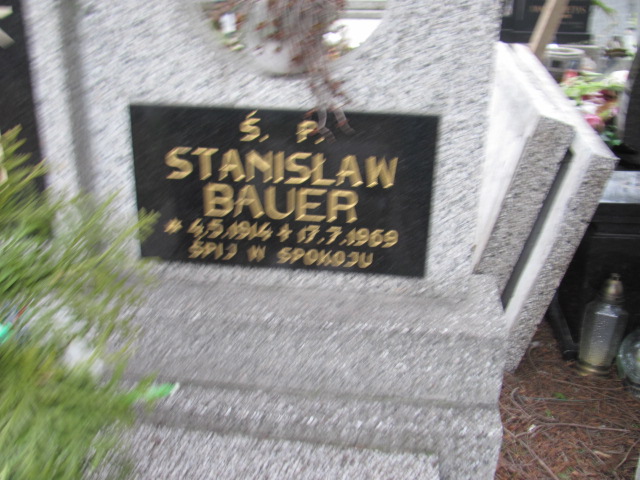 Ś. P.
STANISŁAW
BAUER
* 4.5.1914 + 17.7.1969
ŚPIJ W SPOKOJU